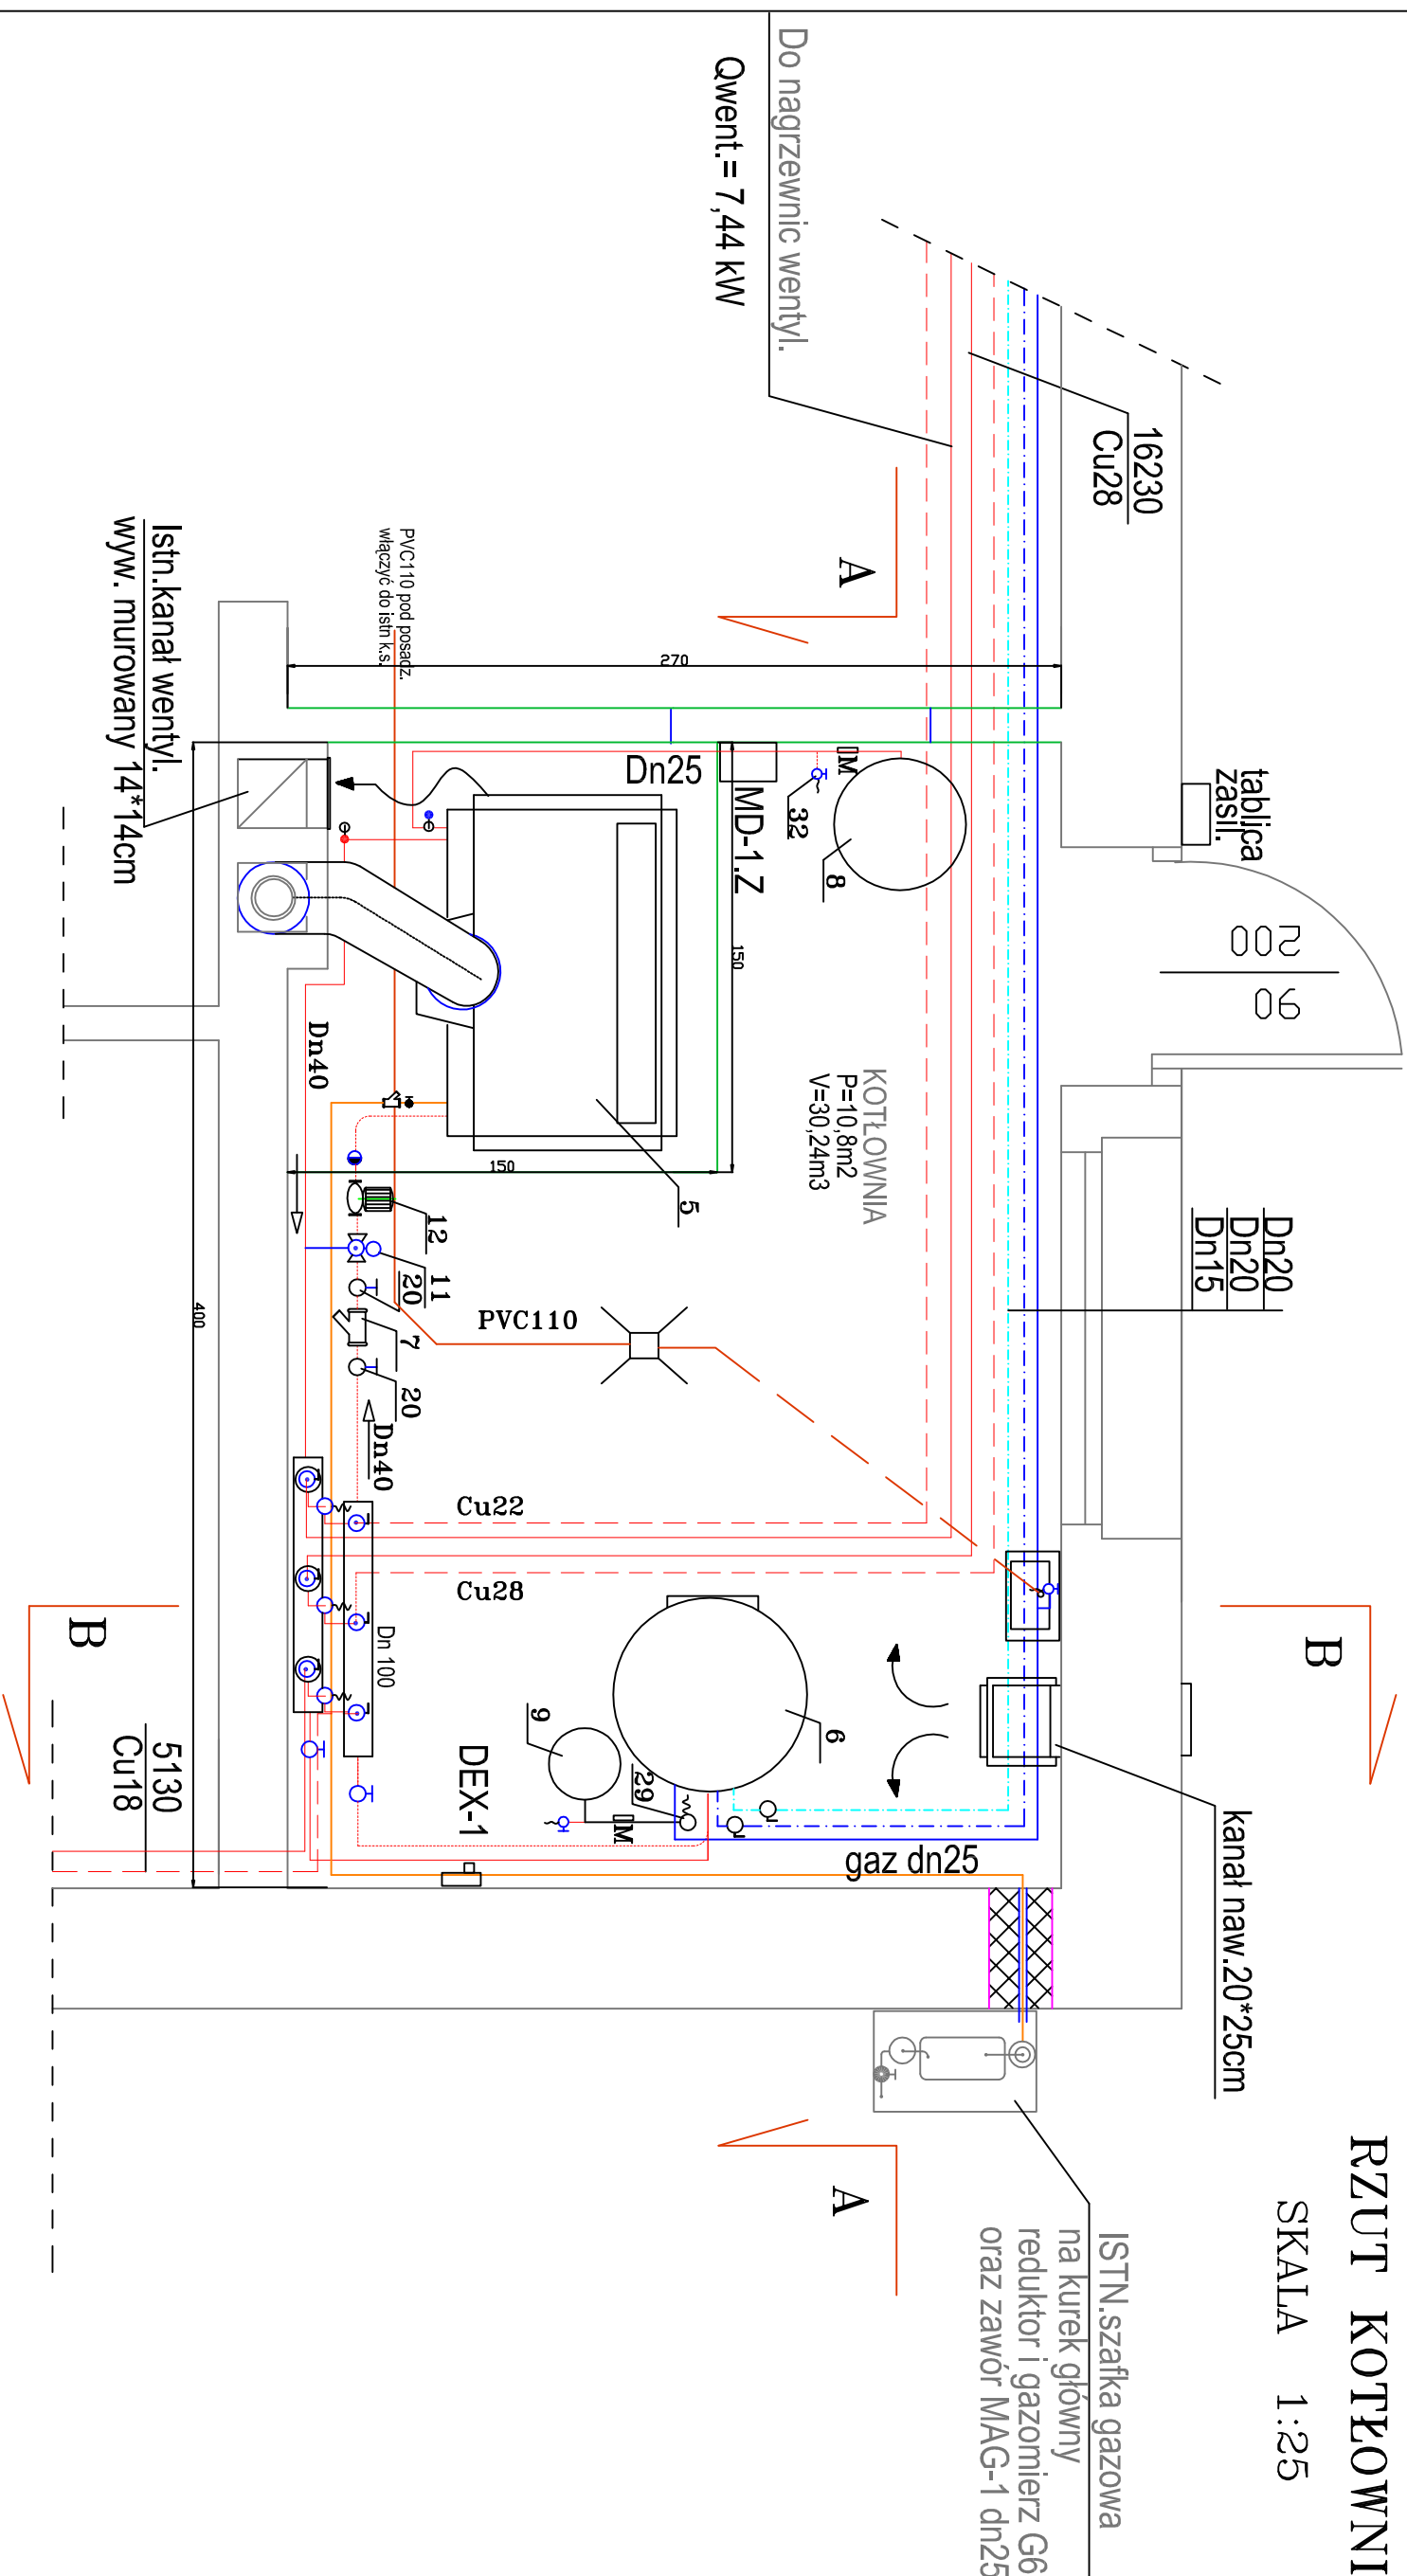 RZUT KOTŁOWNI
SKALA 1:25
Do nagrzewnic wentyl.
Qwent.= 7,44 kW
16230
Cu28
tablica
zasil.
200
90
Dn20
Dn20
Dn15
B
kanał naw.20*25cm
A
270
PVC110 pod posadz.
włączyć do istn k.s.
Istn.kanał wentyl.
wyw. murowany 14*14cm
Dn25
MD-1.Z
M
32
8
150
KOTŁOWNIA
P=10,8m2
V=30,24m3
5
150
Dn40
12
11
20
7
20
Dn40
PVC110
400
Cu22
Cu28
Dn 100
6
9
29
M
DEX-1
gaz dn25
B
5130
Cu18
A
ISTN.szafka gazowa
na kurek główny
reduktor i gazomierz G6
oraz zawór MAG-1 dn25